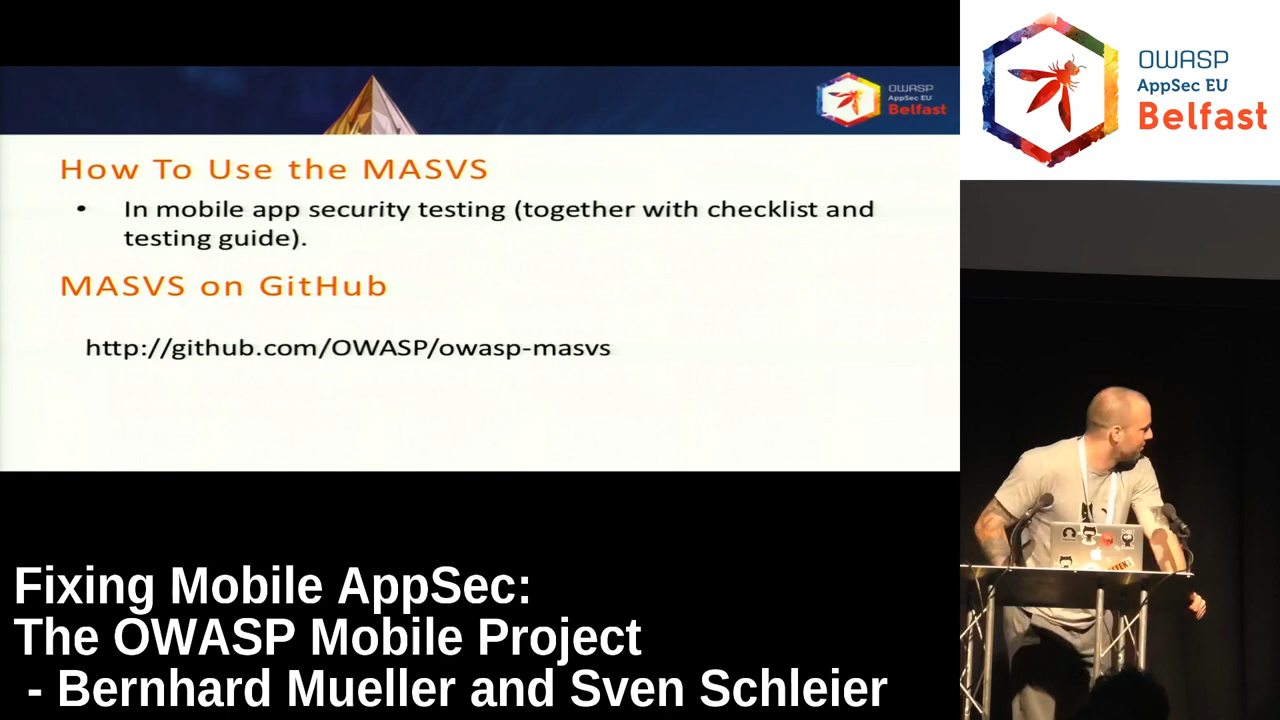 OWASP
AppSec EU
Belfast
OWASP
AppSec EU
Belfast
How To Use the MASVS
• In mobile app security testing (together with checklist and
testing guide).
MASVS on GitHub
http://github.com/OWASP/owasp-masvs
Fixing Mobile AppSec:
The OWASP Mobile Project
- Bernhard Mueller and Sven Schleier